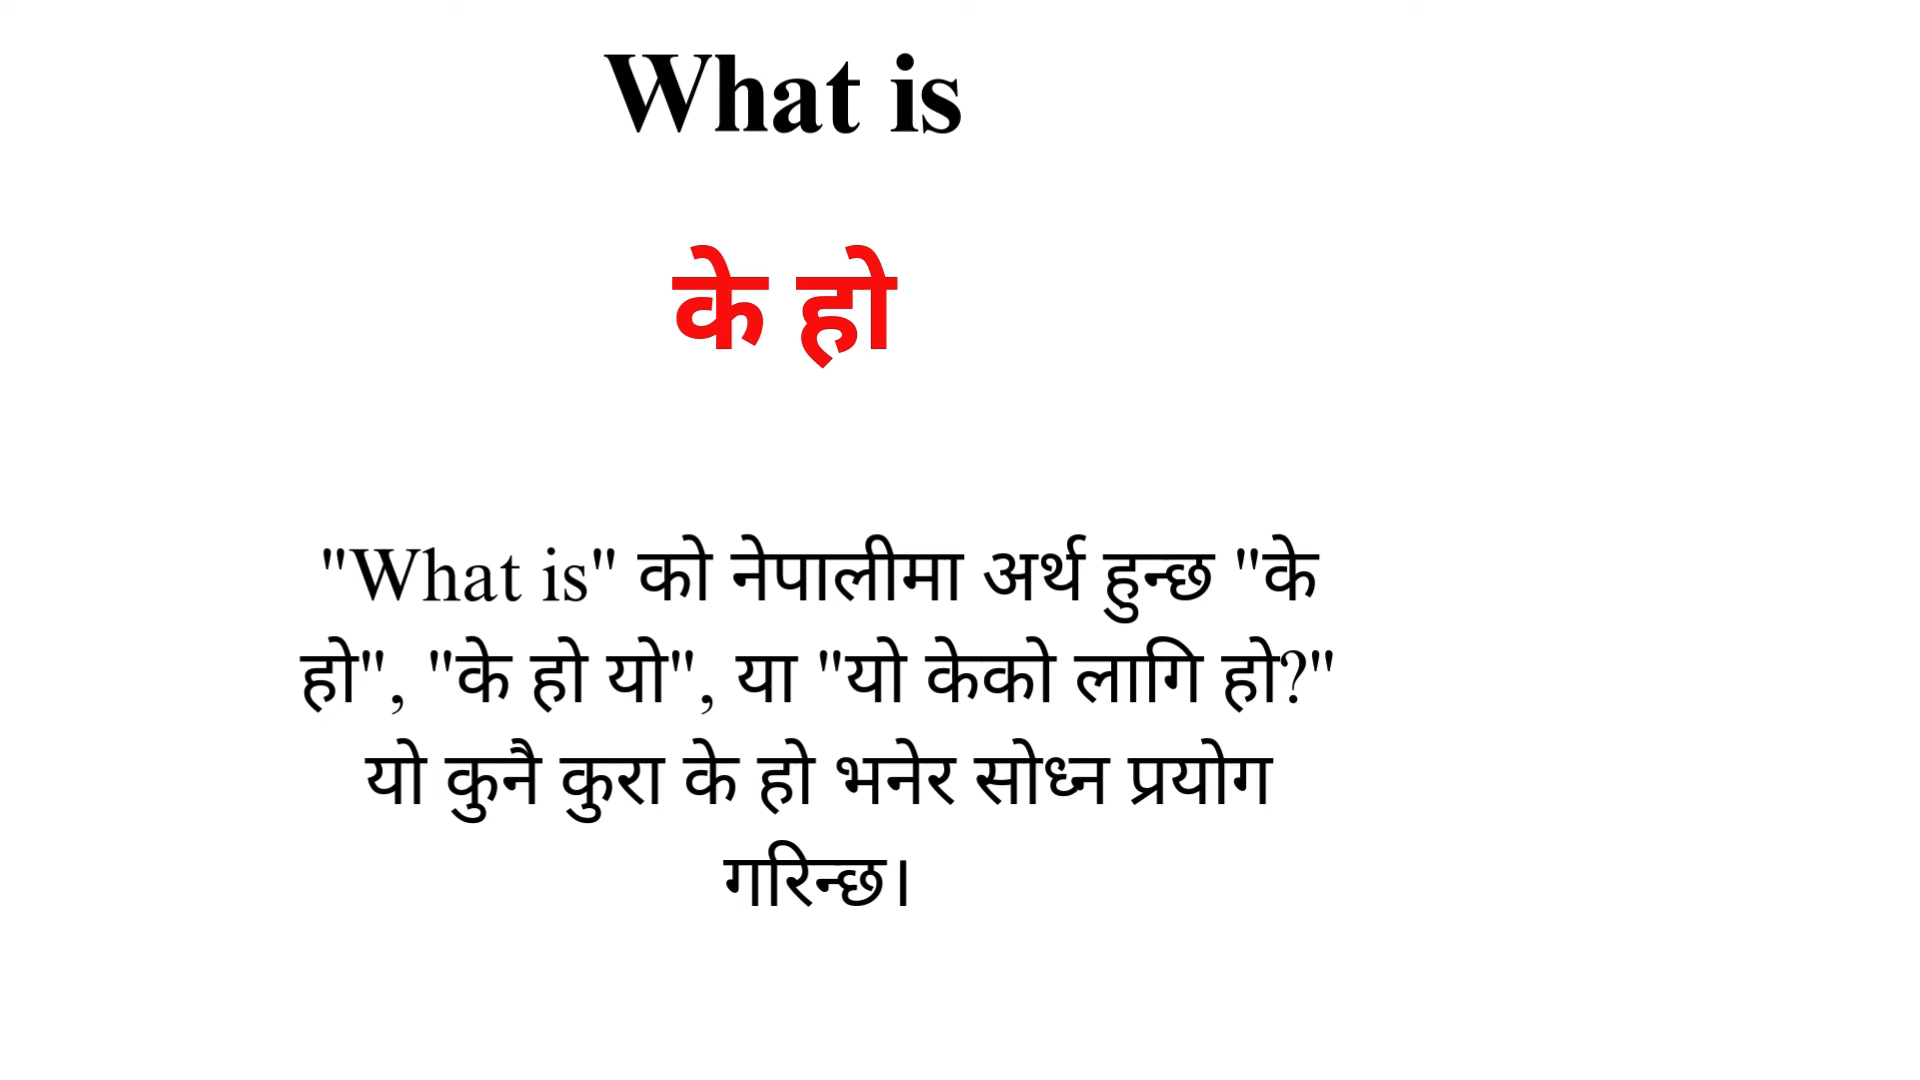 What is
के हो
"What is" को नेपालीमा अर्थ हुन्छ "के
हो", "के हो यो", या "यो केको लागि हो?"
यो कुनै कुरा के हो भनेर सोध्न प्रयोग
गरिन्छ।